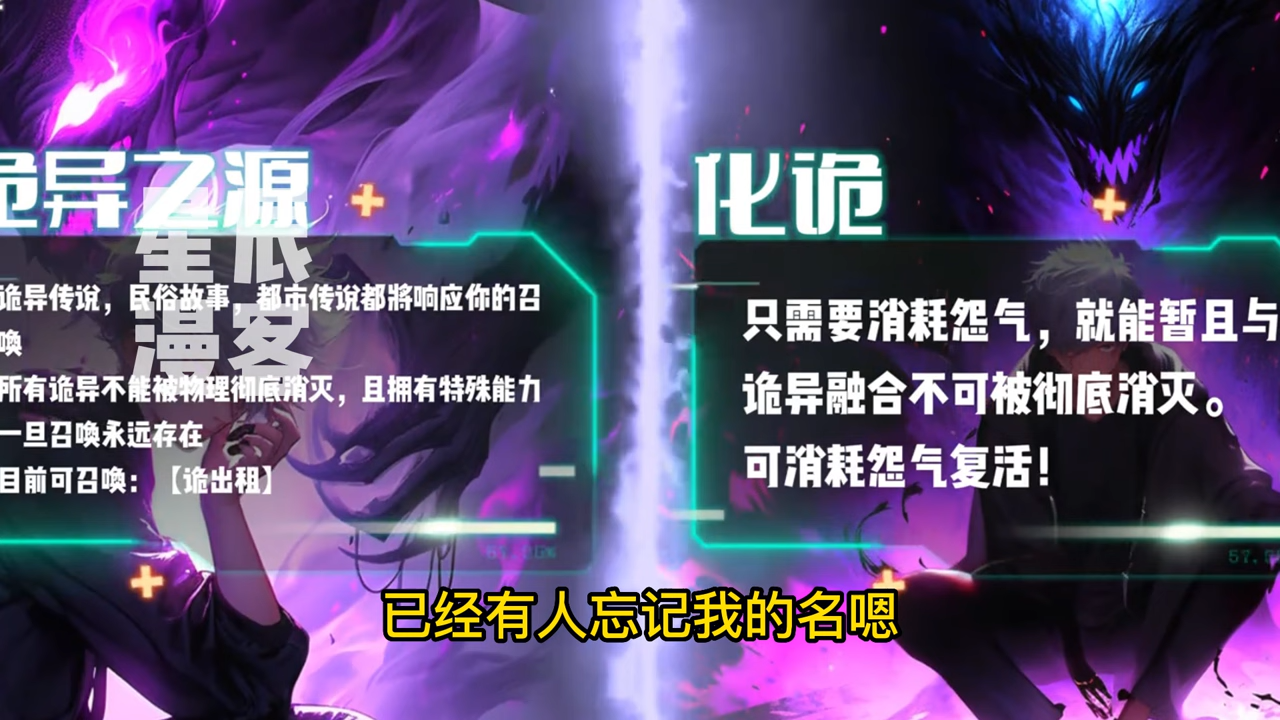 诡异之源
诡异传说，民俗故事，都市传说都將响应你的召
唤
所有诡异不能被物理彻底消灭，且拥有特殊能力
一旦召唤永远存在
目前可召唤：【诡出租】
星辰
漫客
化诡
只需要消耗怨气，就能暂且与
诡异融合不可被彻底消灭。
可消耗怨气复活！
已经有人忘记我的名嗯